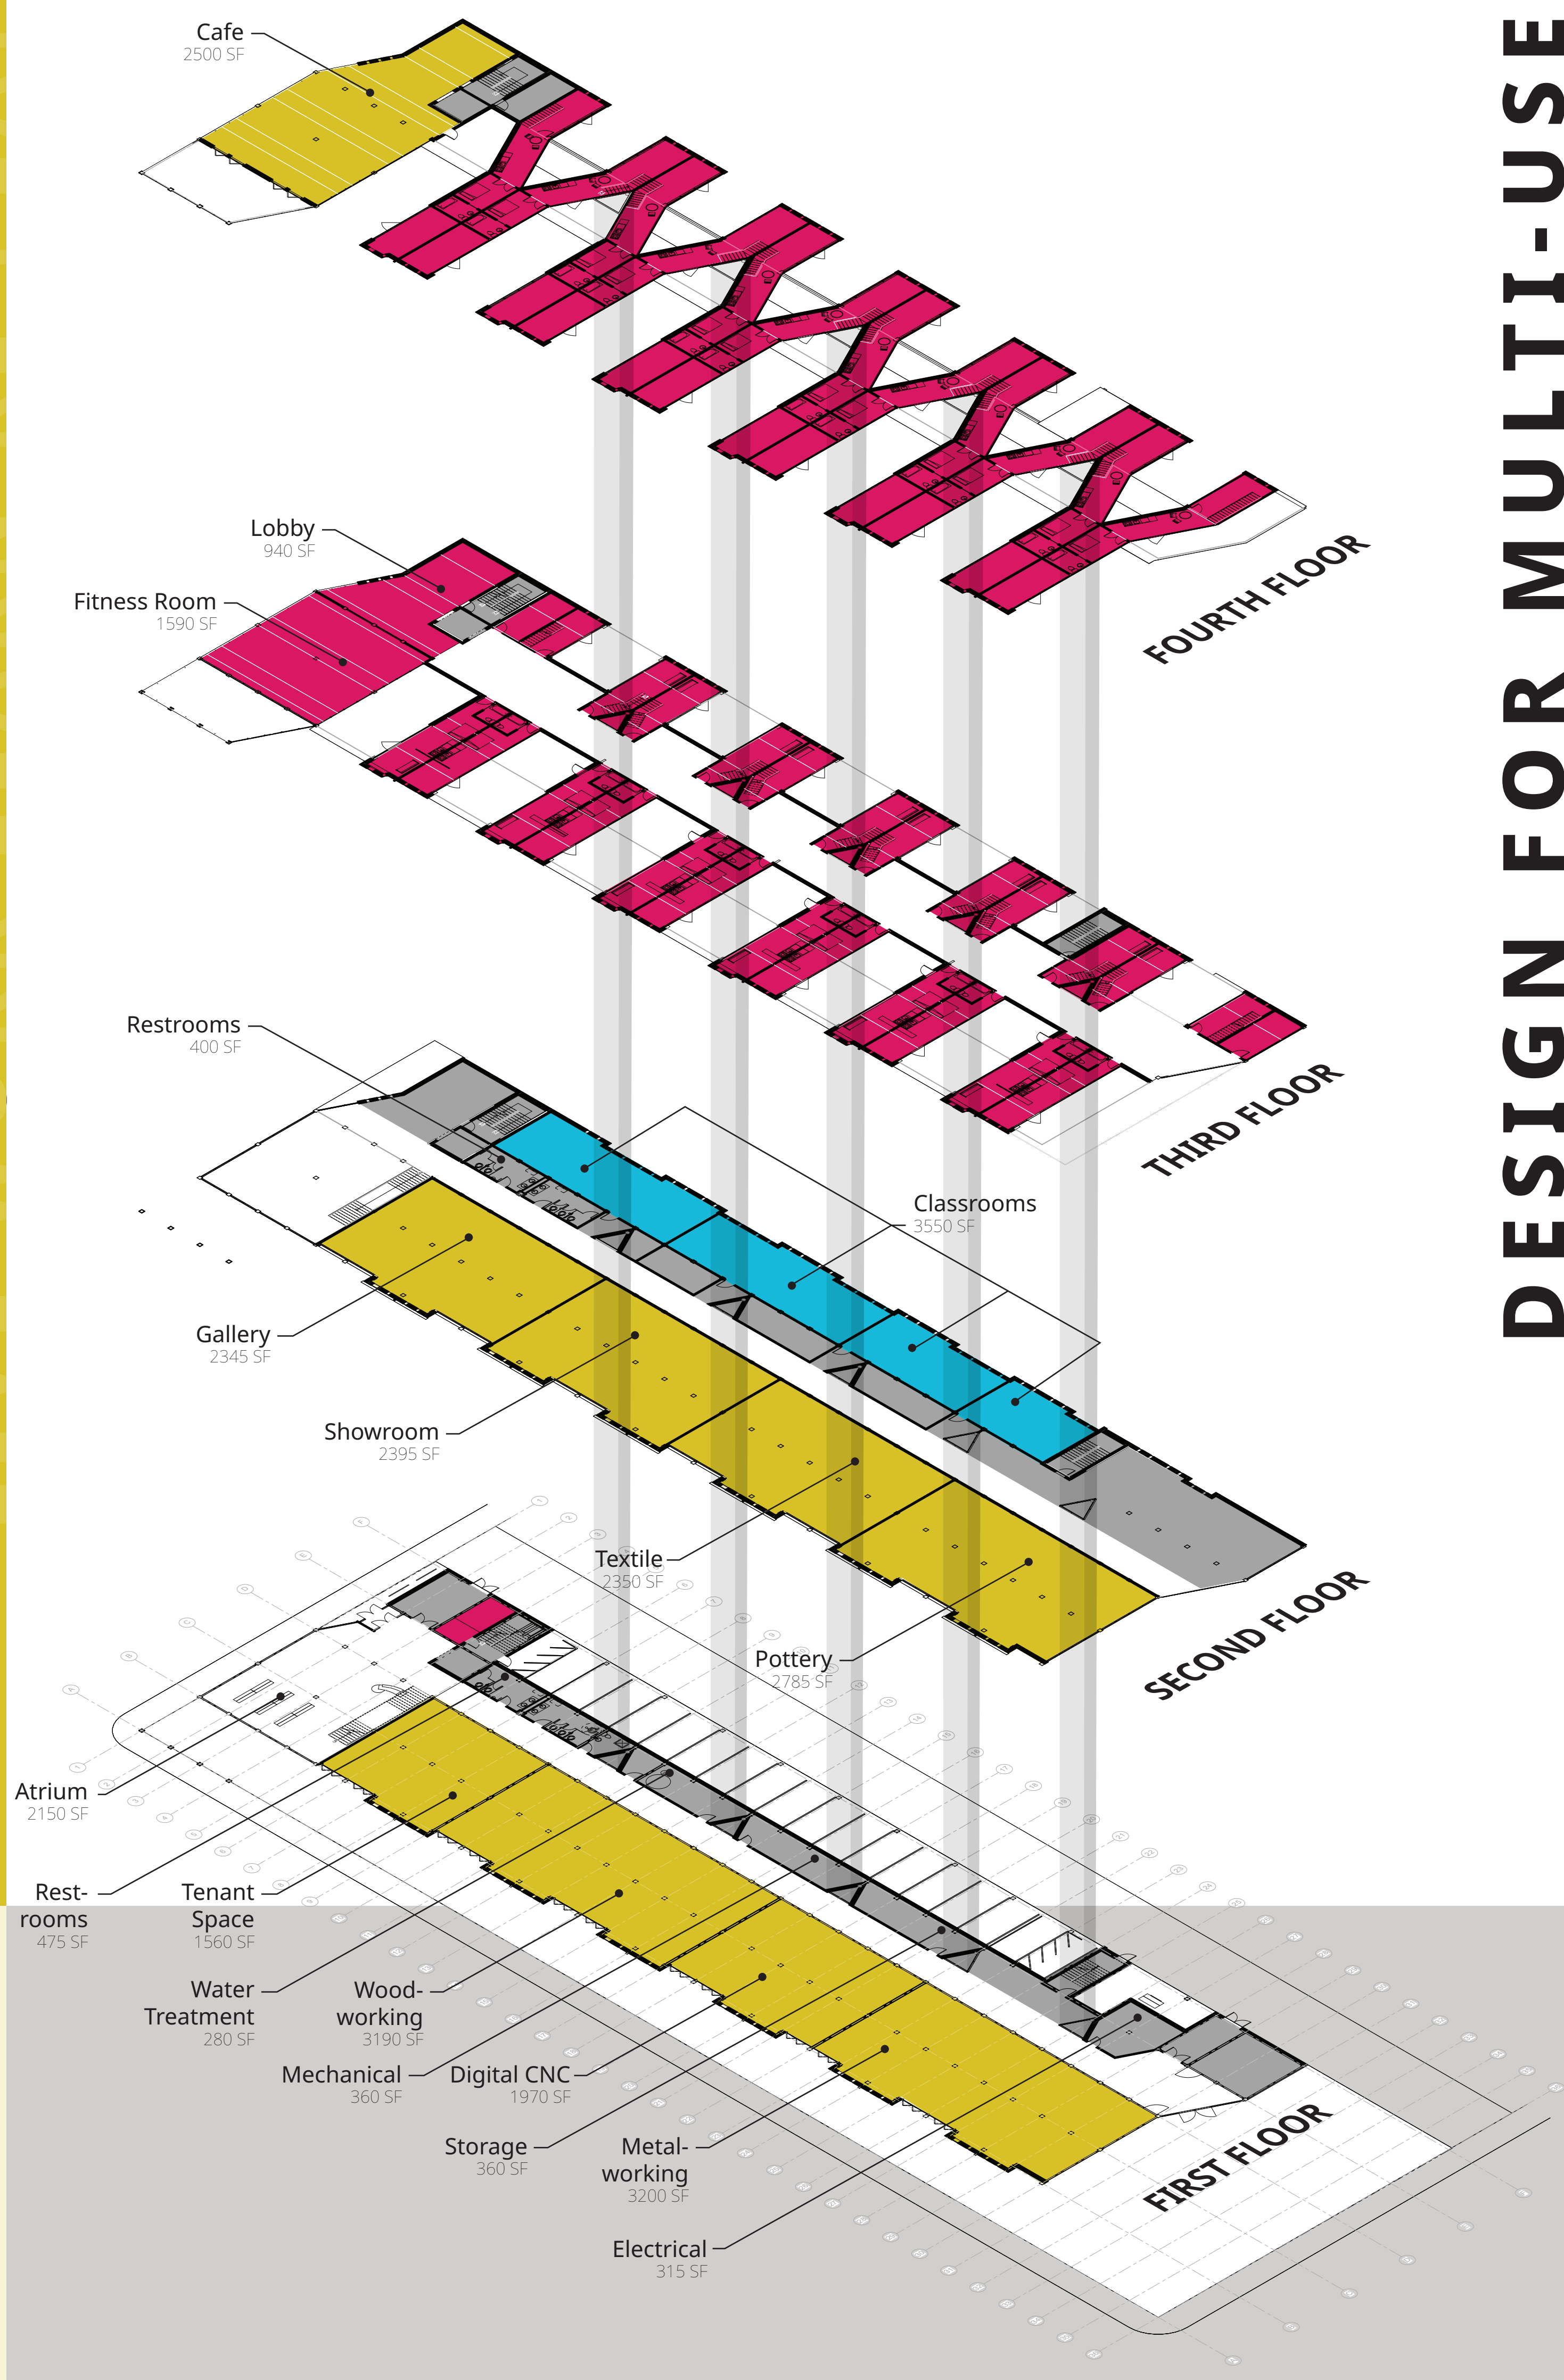 DESIGN FOR MULTI-USE
Cafe
2500 SF
FOURTH FLOOR
Lobby
940 SF
Fitness Room
1590 SF
THIRD FLOOR
Restrooms
400 SF
Classrooms
3550 SF
Gallery
2345 SF
Showroom
2395 SF
Textile
2350 SF
Pottery
2785 SF
SECOND FLOOR
Atrium
2150 SF
Rest-
rooms
475 SF
Tenant
Space
1560 SF
Water
Treatment
280 SF
Wood-
working
3190 SF
Mechanical
360 SF
Digital CNC
1970 SF
Storage
360 SF
Metal-
working
3200 SF
Electrical
315 SF
FIRST FLOOR